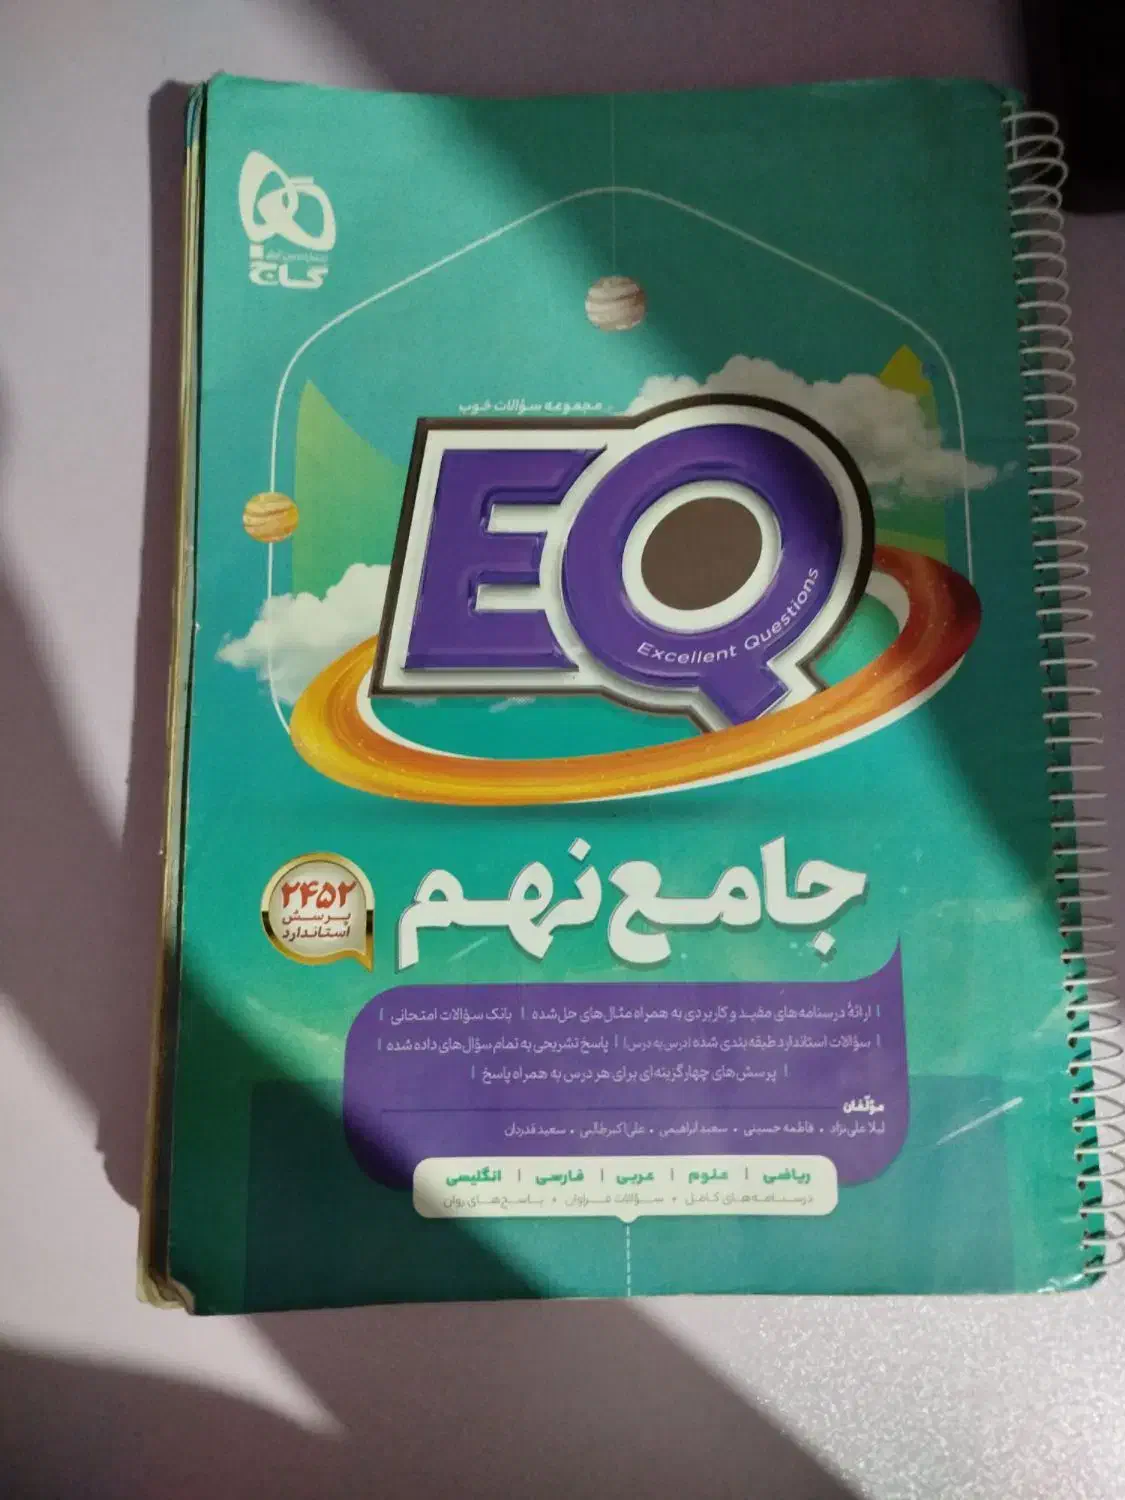 گاج
مجموعه سؤالات خوب
EQ
Excellent Questions
جامع نهم
۲۴۵۲
پرسش
استاندارد
| ارائهٔ درسنامه‌های مفید و کاربردی به همراه مثال‌های حل‌شده | بانک سؤالات امتحانی |
| سؤالات استاندارد طبقه‌بندی شده (درس به درس) | پاسخ تشریحی به تمام سؤال‌های داده شده |
| پرسش‌های چهارگزینه‌ای برای هر درس به همراه پاسخ |
مؤلّفان
لیلا علی‌نژاد • فاطمه حسینی • سعید ابراهیمی • علی‌اکبر طالبی • سعید قدردان
ریاضی | علوم | عربی | فارسی | انگلیسی
درسنامه‌های کامل • سؤالات فراوان • پاسخ‌های روان